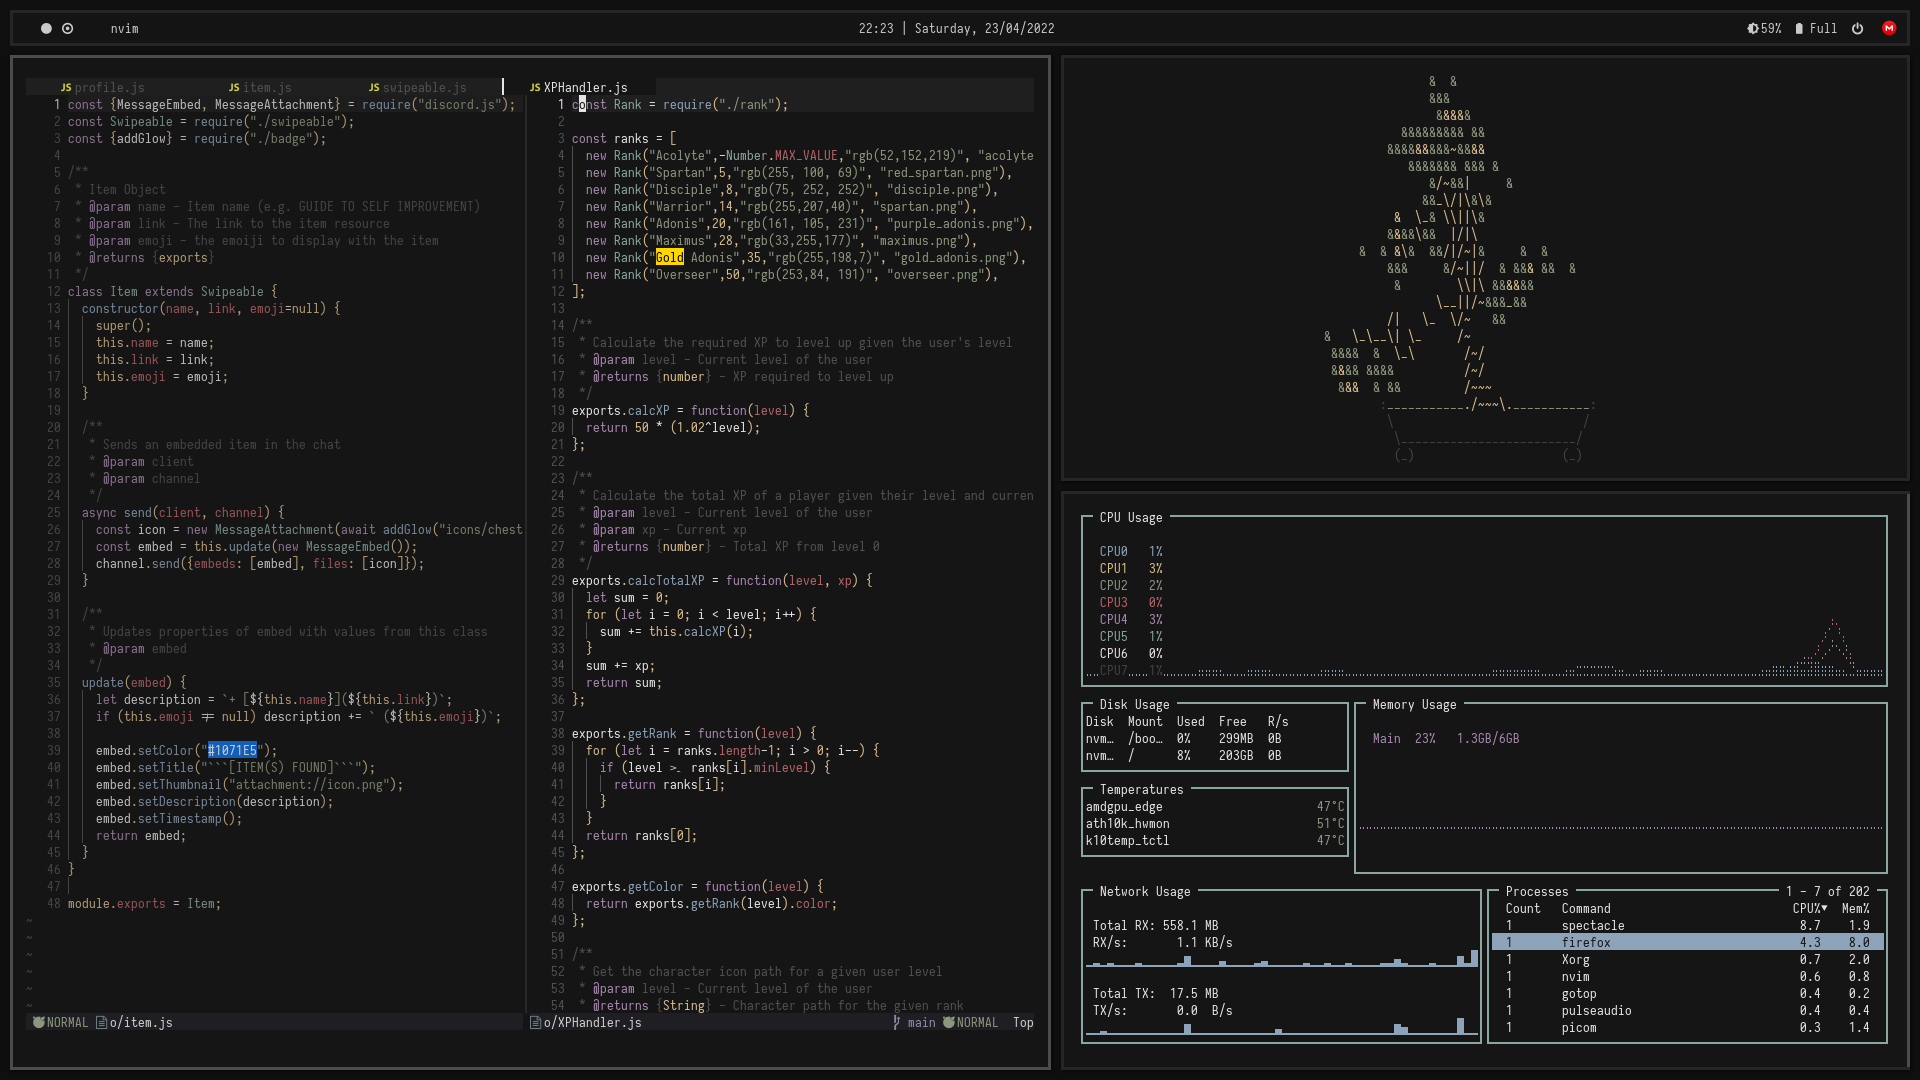 nvim
22:23 | Saturday, 23/04/2022
59% Full
JS profile.js JS item.js JS swipeable.js JS XPHandler.js
1 const {MessageEmbed, MessageAttachment} = require("discord.js");
2 const Swipeable = require("./swipeable");
3 const {addGlow} = require("./badge");
4
5 /**
6  * Item Object
7  * @param name - Item name (e.g. GUIDE TO SELF IMPROVEMENT)
8  * @param link - The link to the item resource
9  * @param emoji - the emoiji to display with the item
10  * @returns {exports}
11  */
12 class Item extends Swipeable {
13   constructor(name, link, emoji=null) {
14     super();
15     this.name = name;
16     this.link = link;
17     this.emoji = emoji;
18   }
19
20   /**
21    * Sends an embedded item in the chat
22    * @param client
23    * @param channel
24    */
25   async send(client, channel) {
26     const icon = new MessageAttachment(await addGlow("icons/chest
27     const embed = this.update(new MessageEmbed());
28     channel.send({embeds: [embed], files: [icon]});
29   }
30
31   /**
32    * Updates properties of embed with values from this class
33    * @param embed
34    */
35   update(embed) {
36     let description = `+ [${this.name}](${this.link})`;
37     if (this.emoji ≠ null) description += ` (${this.emoji})`;
38
39     embed.setColor("#1071E5");
40     embed.setTitle("```[ITEM(S) FOUND]```");
41     embed.setThumbnail("attachment://icon.png");
42     embed.setDescription(description);
43     embed.setTimestamp();
44     return embed;
45   }
46 }
47
48 module.exports = Item;
~
~
~
~
~
~
NORMAL o/item.js
1 const Rank = require("./rank");
2
3 const ranks = [
4   new Rank("Acolyte",-Number.MAX_VALUE,"rgb(52,152,219)", "acolyte
5   new Rank("Spartan",5,"rgb(255, 100, 69)", "red_spartan.png"),
6   new Rank("Disciple",8,"rgb(75, 252, 252)", "disciple.png"),
7   new Rank("Warrior",14,"rgb(255,207,40)", "spartan.png"),
8   new Rank("Adonis",20,"rgb(161, 105, 231)", "purple_adonis.png"),
9   new Rank("Maximus",28,"rgb(33,255,177)", "maximus.png"),
10   new Rank("Gold Adonis",35,"rgb(255,198,7)", "gold_adonis.png"),
11   new Rank("Overseer",50,"rgb(253,84, 191)", "overseer.png"),
12 ];
13
14 /**
15  * Calculate the required XP to level up given the user's level
16  * @param level - Current level of the user
17  * @returns {number} - XP required to level up
18  */
19 exports.calcXP = function(level) {
20   return 50 * (1.02^level);
21 };
22
23 /**
24  * Calculate the total XP of a player given their level and curren
25  * @param level - Current level of the user
26  * @param xp - Current xp
27  * @returns {number} - Total XP from level 0
28  */
29 exports.calcTotalXP = function(level, xp) {
30   let sum = 0;
31   for (let i = 0; i < level; i++) {
32     sum += this.calcXP(i);
33   }
34   sum += xp;
35   return sum;
36 };
37
38 exports.getRank = function(level) {
39   for (let i = ranks.length-1; i > 0; i--) {
40     if (level >= ranks[i].minLevel) {
41       return ranks[i];
42     }
43   }
44   return ranks[0];
45 };
46
47 exports.getColor = function(level) {
48   return exports.getRank(level).color;
49 };
50
51 /**
52  * Get the character icon path for a given user level
53  * @param level - Current level of the user
54  * @returns {String} - Character path for the given rank
o/XPHandler.js main NORMAL Top
CPU Usage
CPU0 1%
CPU1 3%
CPU2 2%
CPU3 0%
CPU4 3%
CPU5 1%
CPU6 0%
CPU7 1%
Disk Usage
Disk Mount Used Free R/s
nvm… /boo… 0% 299MB 0B
nvm… / 8% 203GB 0B
Temperatures
amdgpu_edge 47°C
ath10k_hwmon 51°C
k10temp_tctl 47°C
Memory Usage
Main 23% 1.3GB/6GB
Network Usage
Total RX: 558.1 MB
RX/s: 1.1 KB/s
Total TX: 17.5 MB
TX/s: 0.0 B/s
Processes 1 - 7 of 202
Count Command CPU%▼ Mem%
1 spectacle 8.7 1.9
1 firefox 4.3 8.0
1 Xorg 0.7 2.0
1 nvim 0.6 0.8
1 gotop 0.4 0.2
1 pulseaudio 0.4 0.4
1 picom 0.3 1.4